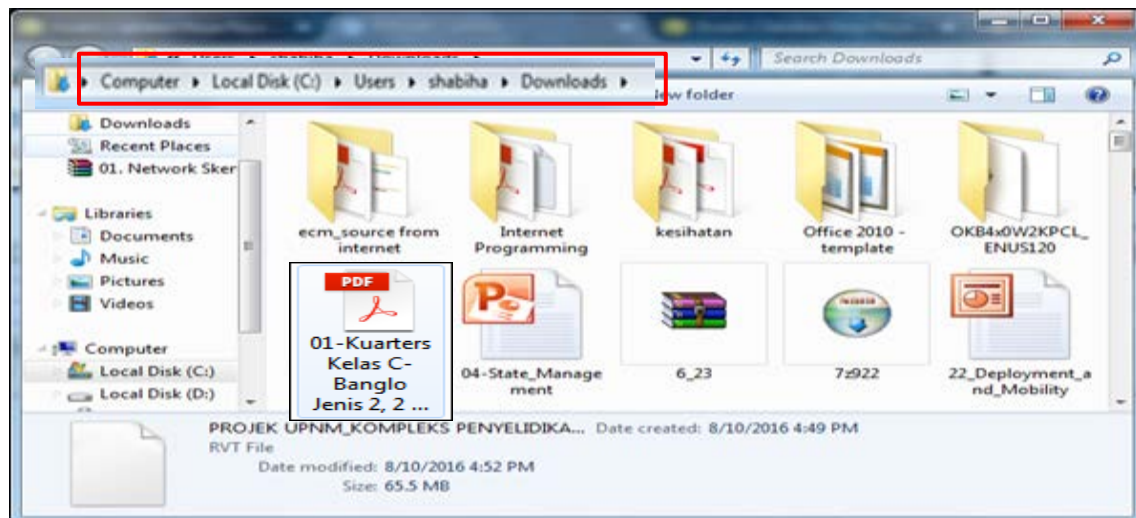 Search Downloads
Computer ▸ Local Disk (C:) ▸ Users ▸ shabiha ▸ Downloads ▸
New folder
Downloads
Recent Places
01. Network Sker
Libraries
Documents
Music
Pictures
Videos
Computer
Local Disk (C:)
Local Disk (D:)
ecm_source from
internet
Internet
Programming
kesihatan
Office 2010 -
template
OKB4x0W2KPCL_
ENUS120
PDF
01-Kuarters
Kelas C-
Banglo
Jenis 2, 2 ...
04-State_Manage
ment
6_23
7z922
22_Deployment_a
nd_Mobility
PROJEK UPNM_KOMPLEKS PENYELIDIKA... Date created: 8/10/2016 4:49 PM
RVT File
Date modified: 8/10/2016 4:52 PM
Size: 65.5 MB